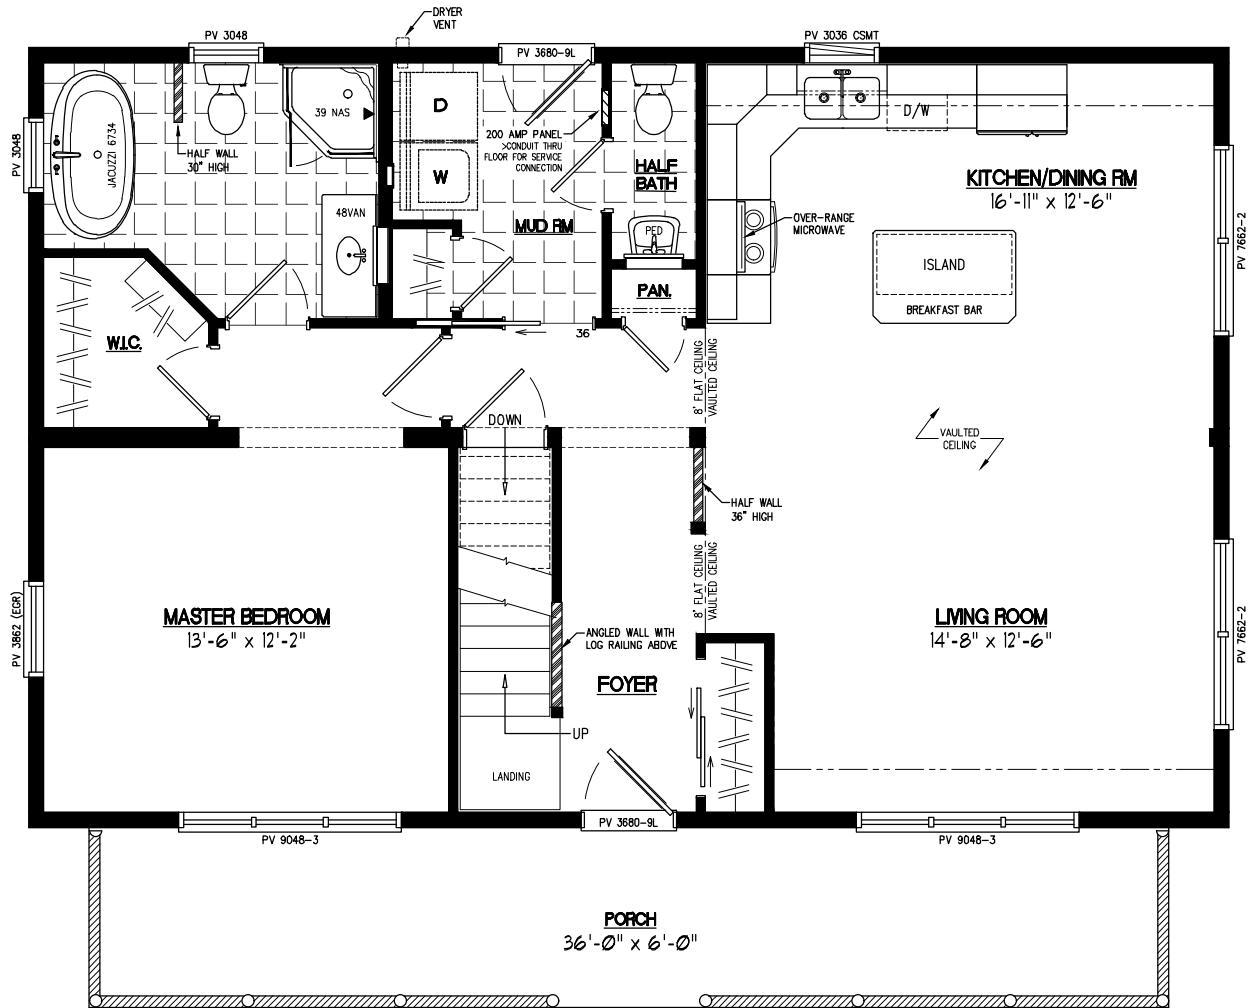 DRYER
VENT
PV 3048
PV 3680-9L
PV 3036 CSMT
39 NAS
D
D/W
PV 3048
JACUZZI 6734
HALF WALL
30" HIGH
200 AMP PANEL
>CONDUIT THRU
FLOOR FOR SERVICE
CONNECTION
W
HALF
BATH
KITCHEN/DINING RM
16'-11" x 12'-6"
48VAN
MUD RM
PED
OVER-RANGE
MICROWAVE
PV 7662-2
ISLAND
BREAKFAST BAR
PAN.
W.I.C.
36
8' FLAT CEILING
VAULTED CEILING
DOWN
VAULTED
CEILING
HALF WALL
36" HIGH
8' FLAT CEILING
VAULTED CEILING
PV 3862 (EGR)
MASTER BEDROOM
13'-6" x 12'-2"
ANGLED WALL WITH
LOG RAILING ABOVE
LIVING ROOM
14'-8" x 12'-6"
PV 7662-2
FOYER
UP
LANDING
PV 9048-3
PV 3680-9L
PV 9048-3
PORCH
36'-0" x 6'-0"